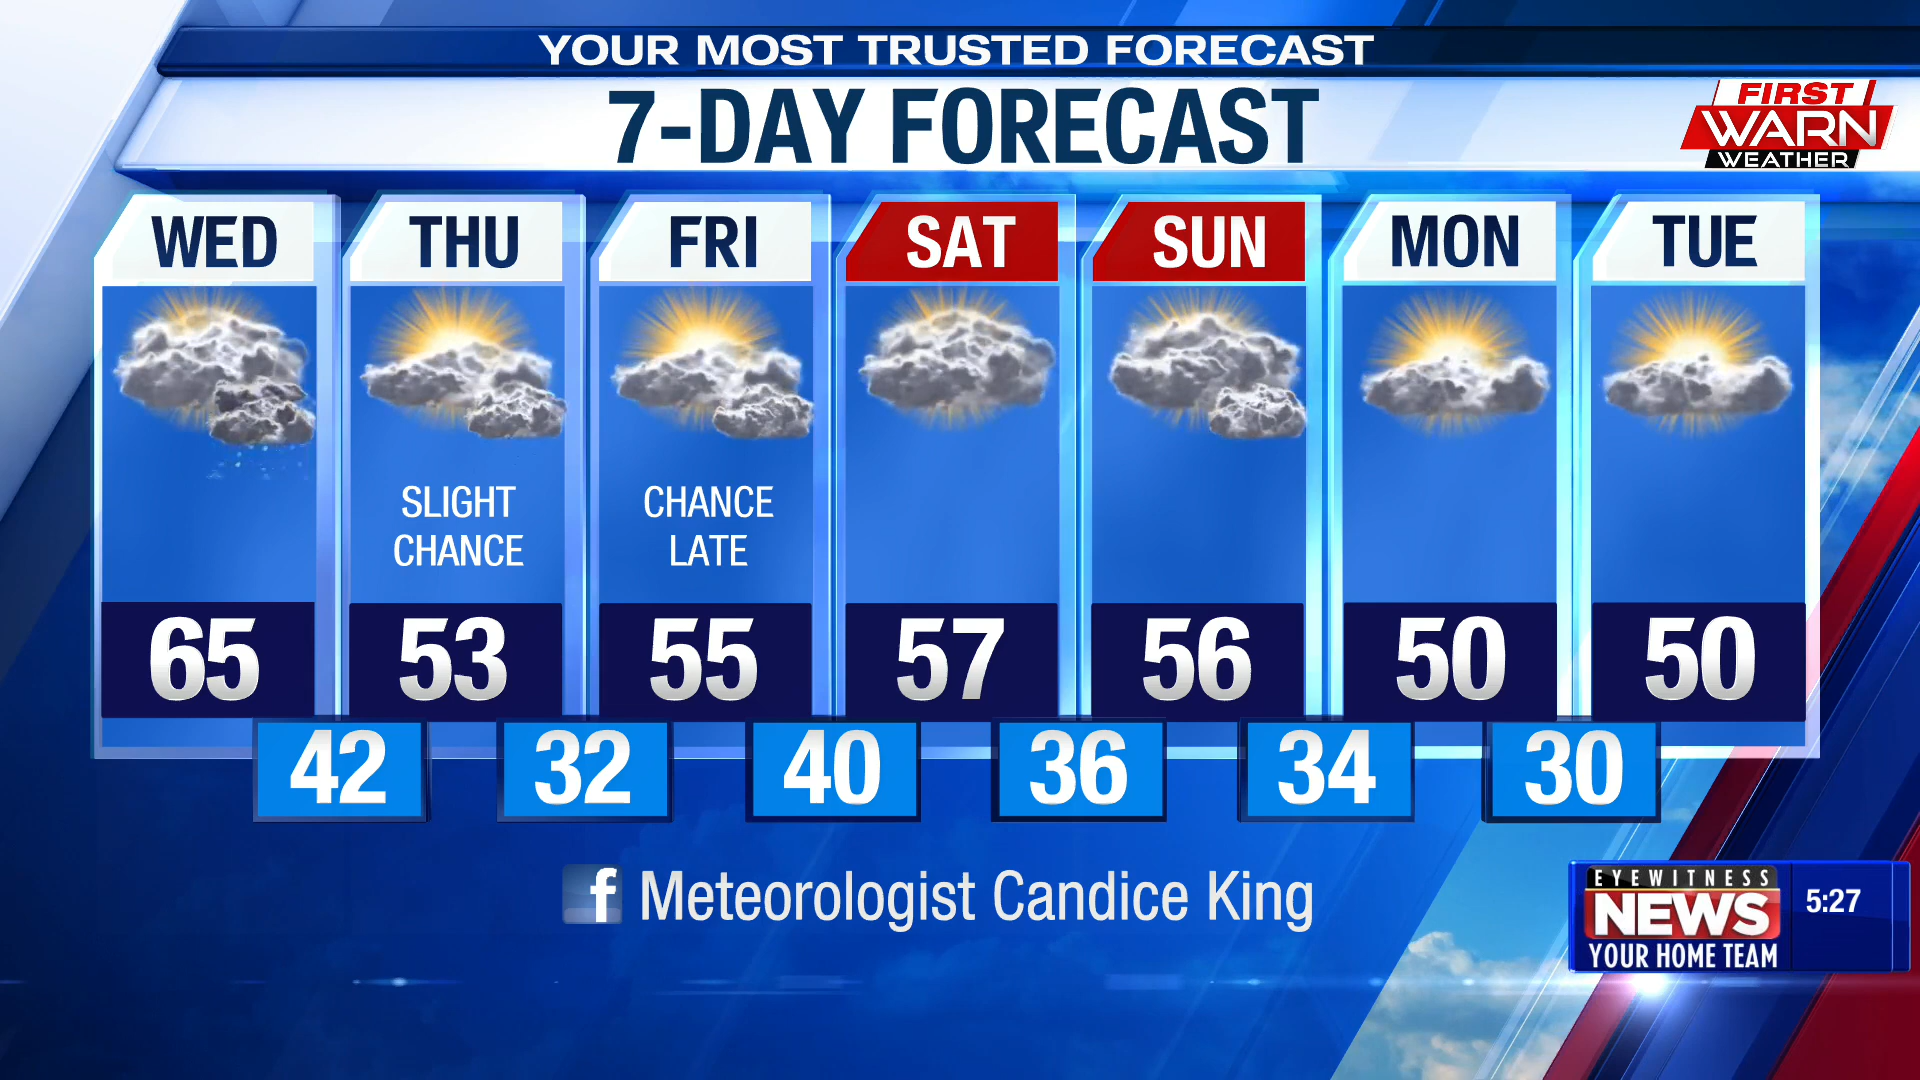 YOUR MOST TRUSTED FORECAST
7-DAY FORECAST
FIRST
WARN
WEATHER
WED THU FRI SAT SUN MON TUE
SLIGHT
CHANCE
CHANCE
LATE
65 53 55 57 56 50 50
42 32 40 36 34 30
f Meteorologist Candice King
EYEWITNESS
NEWS
YOUR HOME TEAM
5:27